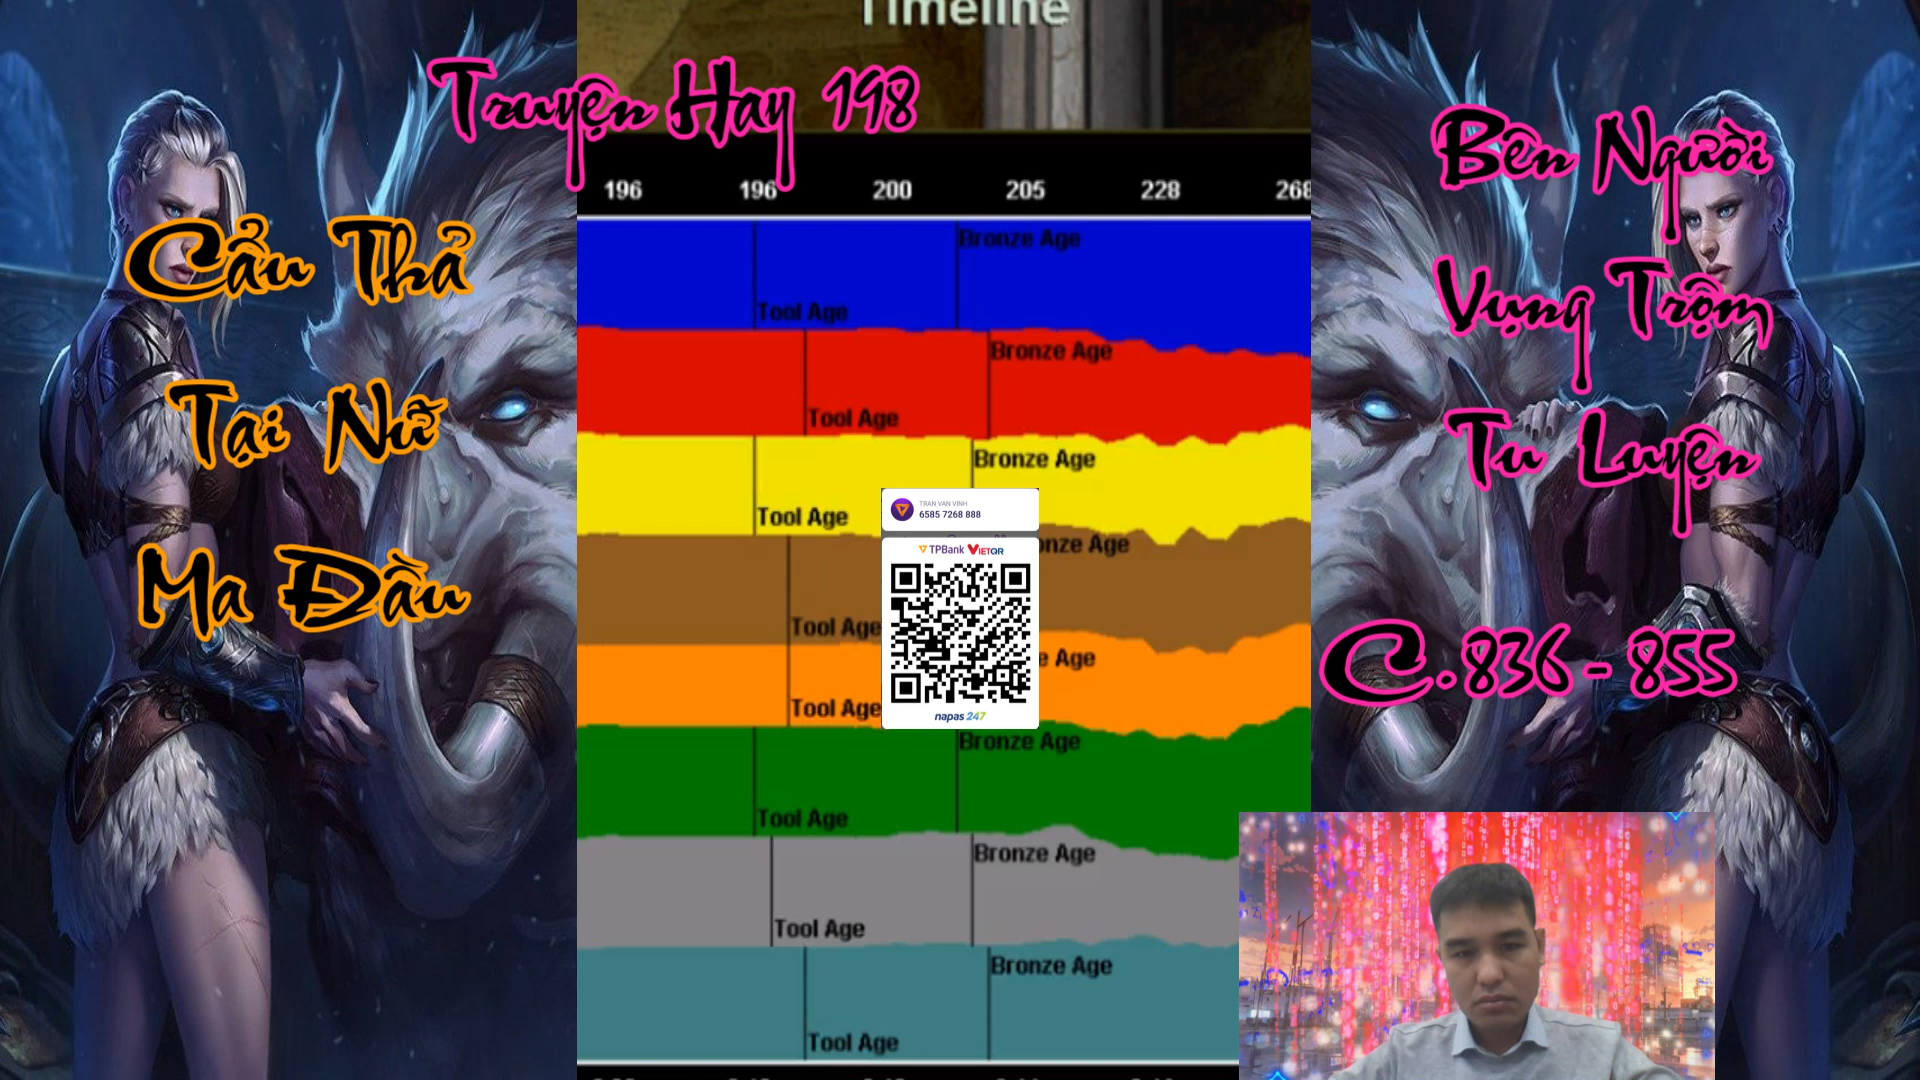 Timeline
Truyện Hay 198
Cẩu Thả
Tại Nữ
Ma Đầu
Bên Người
Vụng Trộm
Tu Luyện
C.836 - 855
196 196 200 205 228 268
Bronze Age
Tool Age
Bronze Age
Tool Age
Bronze Age
Tool Age
onze Age
Tool Age
e Age
Tool Age
Bronze Age
Tool Age
Bronze Age
Tool Age
Bronze Age
Tool Age
TRAN VAN VINH
6585 7268 888
TPBank VIETQR
napas 247